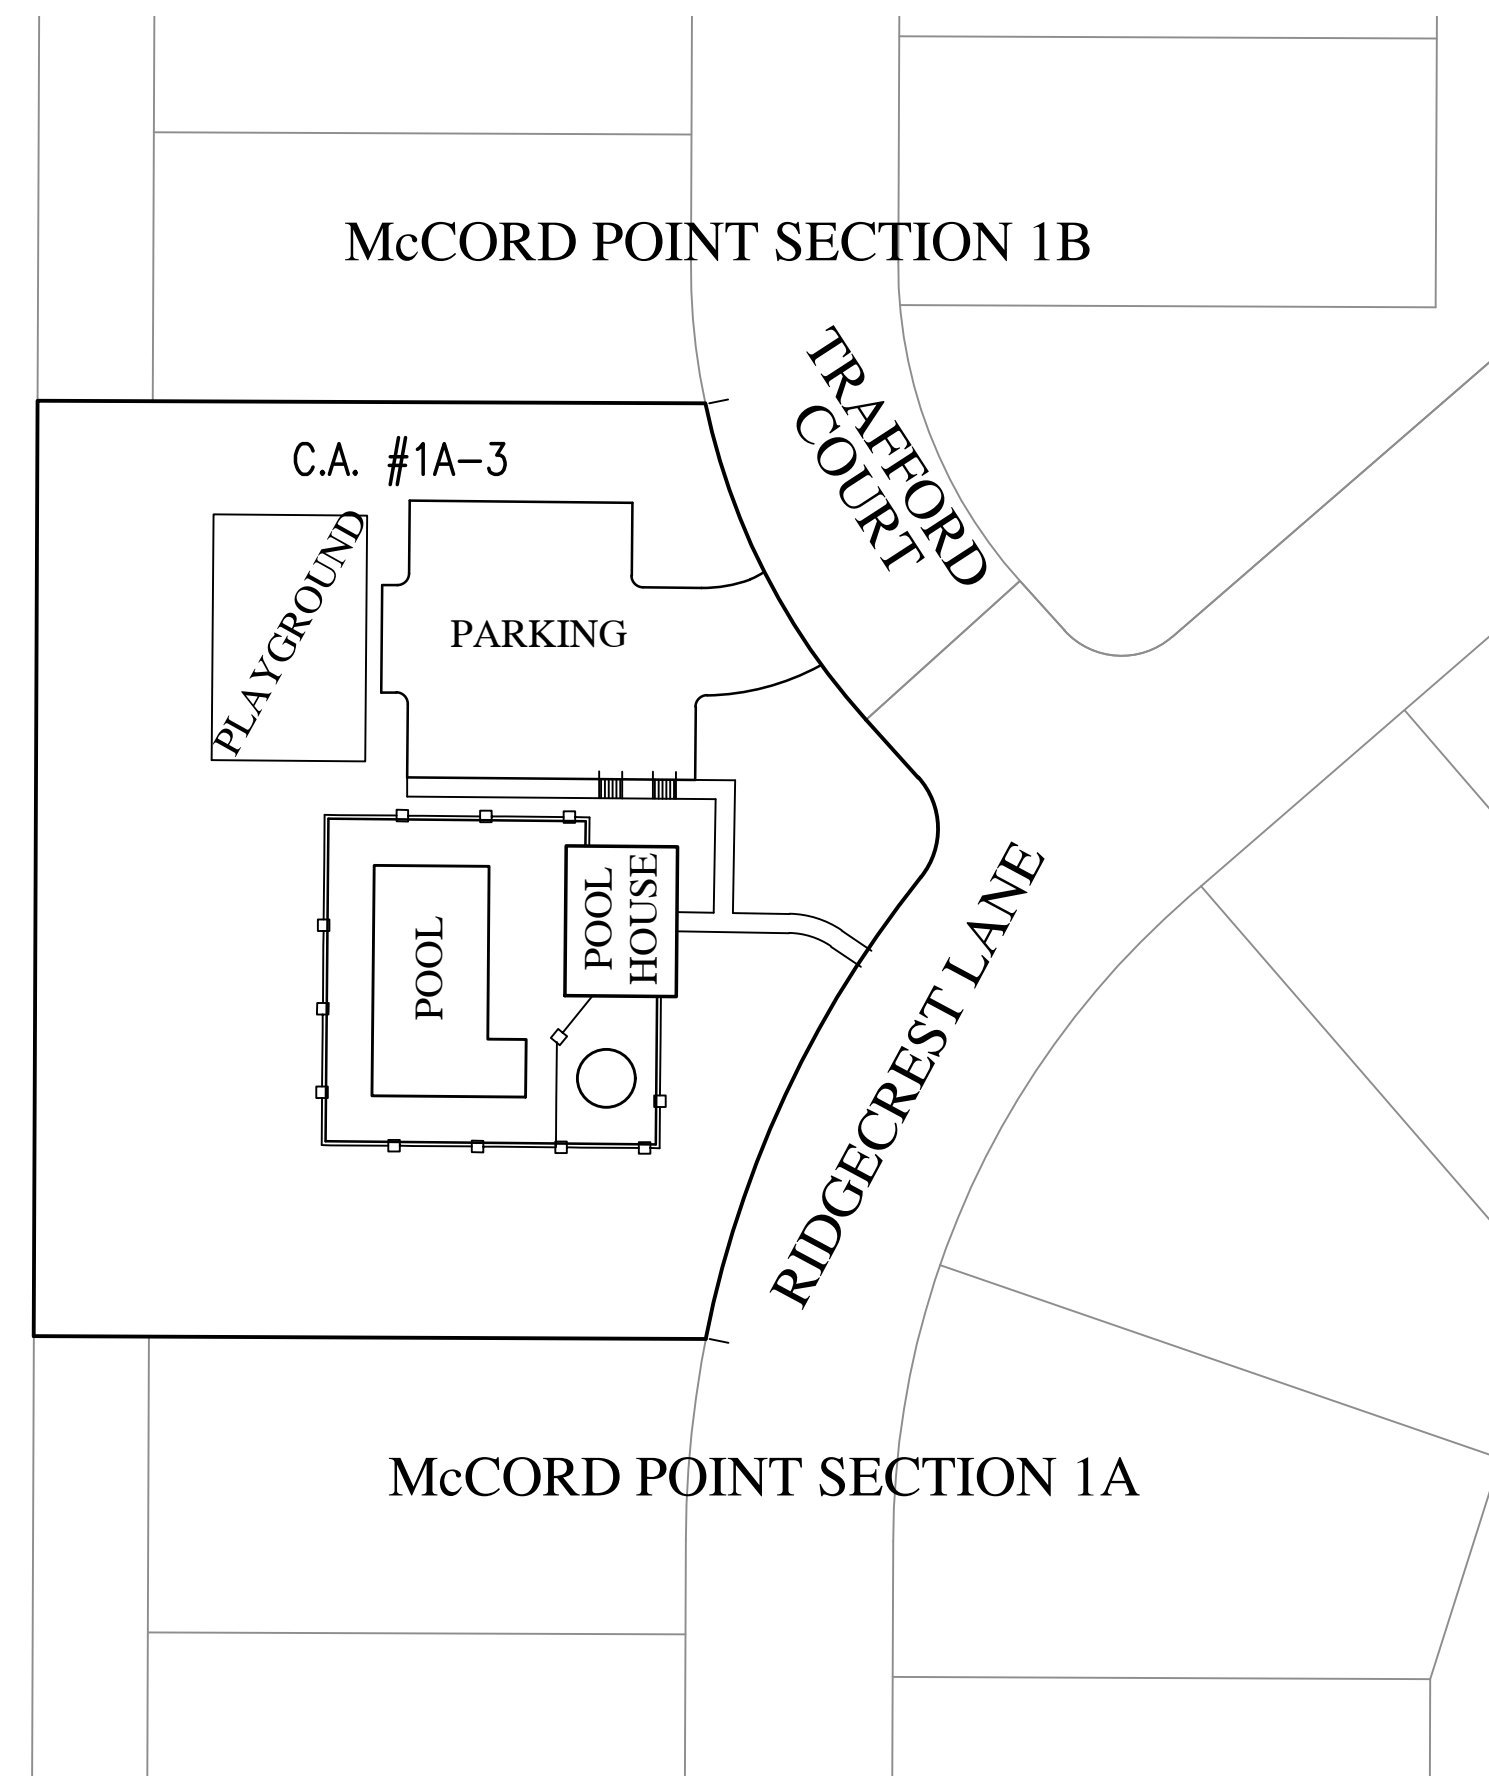 McCORD POINT SECTION 1B
TRAFFORD
COURT
C.A. #1A-3
PLAYGROUND
PARKING
POOL
POOL
HOUSE
RIDGECREST LANE
McCORD POINT SECTION 1A